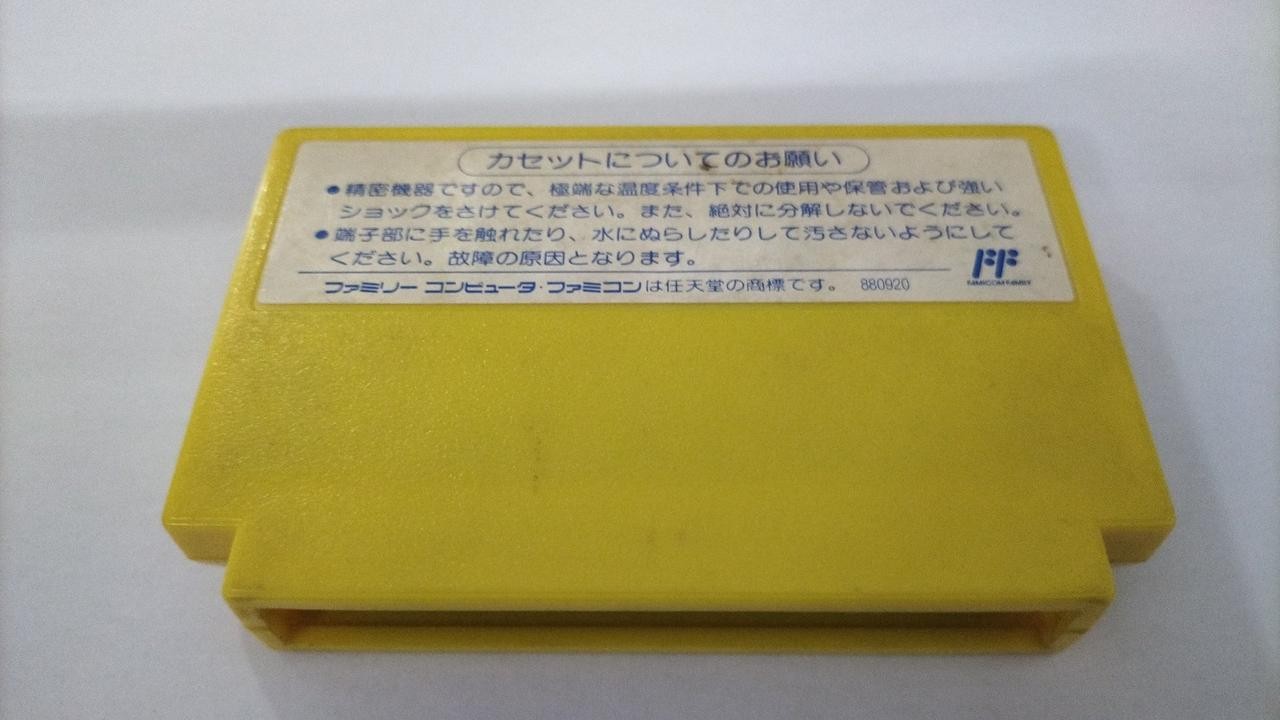 カセットについてのお願い
●精密機器ですので、極端な温度条件下での使用や保管および強い
ショックをさけてください。また、絶対に分解しないでください。
●端子部に手を触れたり、水にぬらしたりして汚さないようにして
ください。故障の原因となります。
FF
FAMICOM FAMILY
ファミリー コンピュータ・ファミコンは任天堂の商標です。 880920